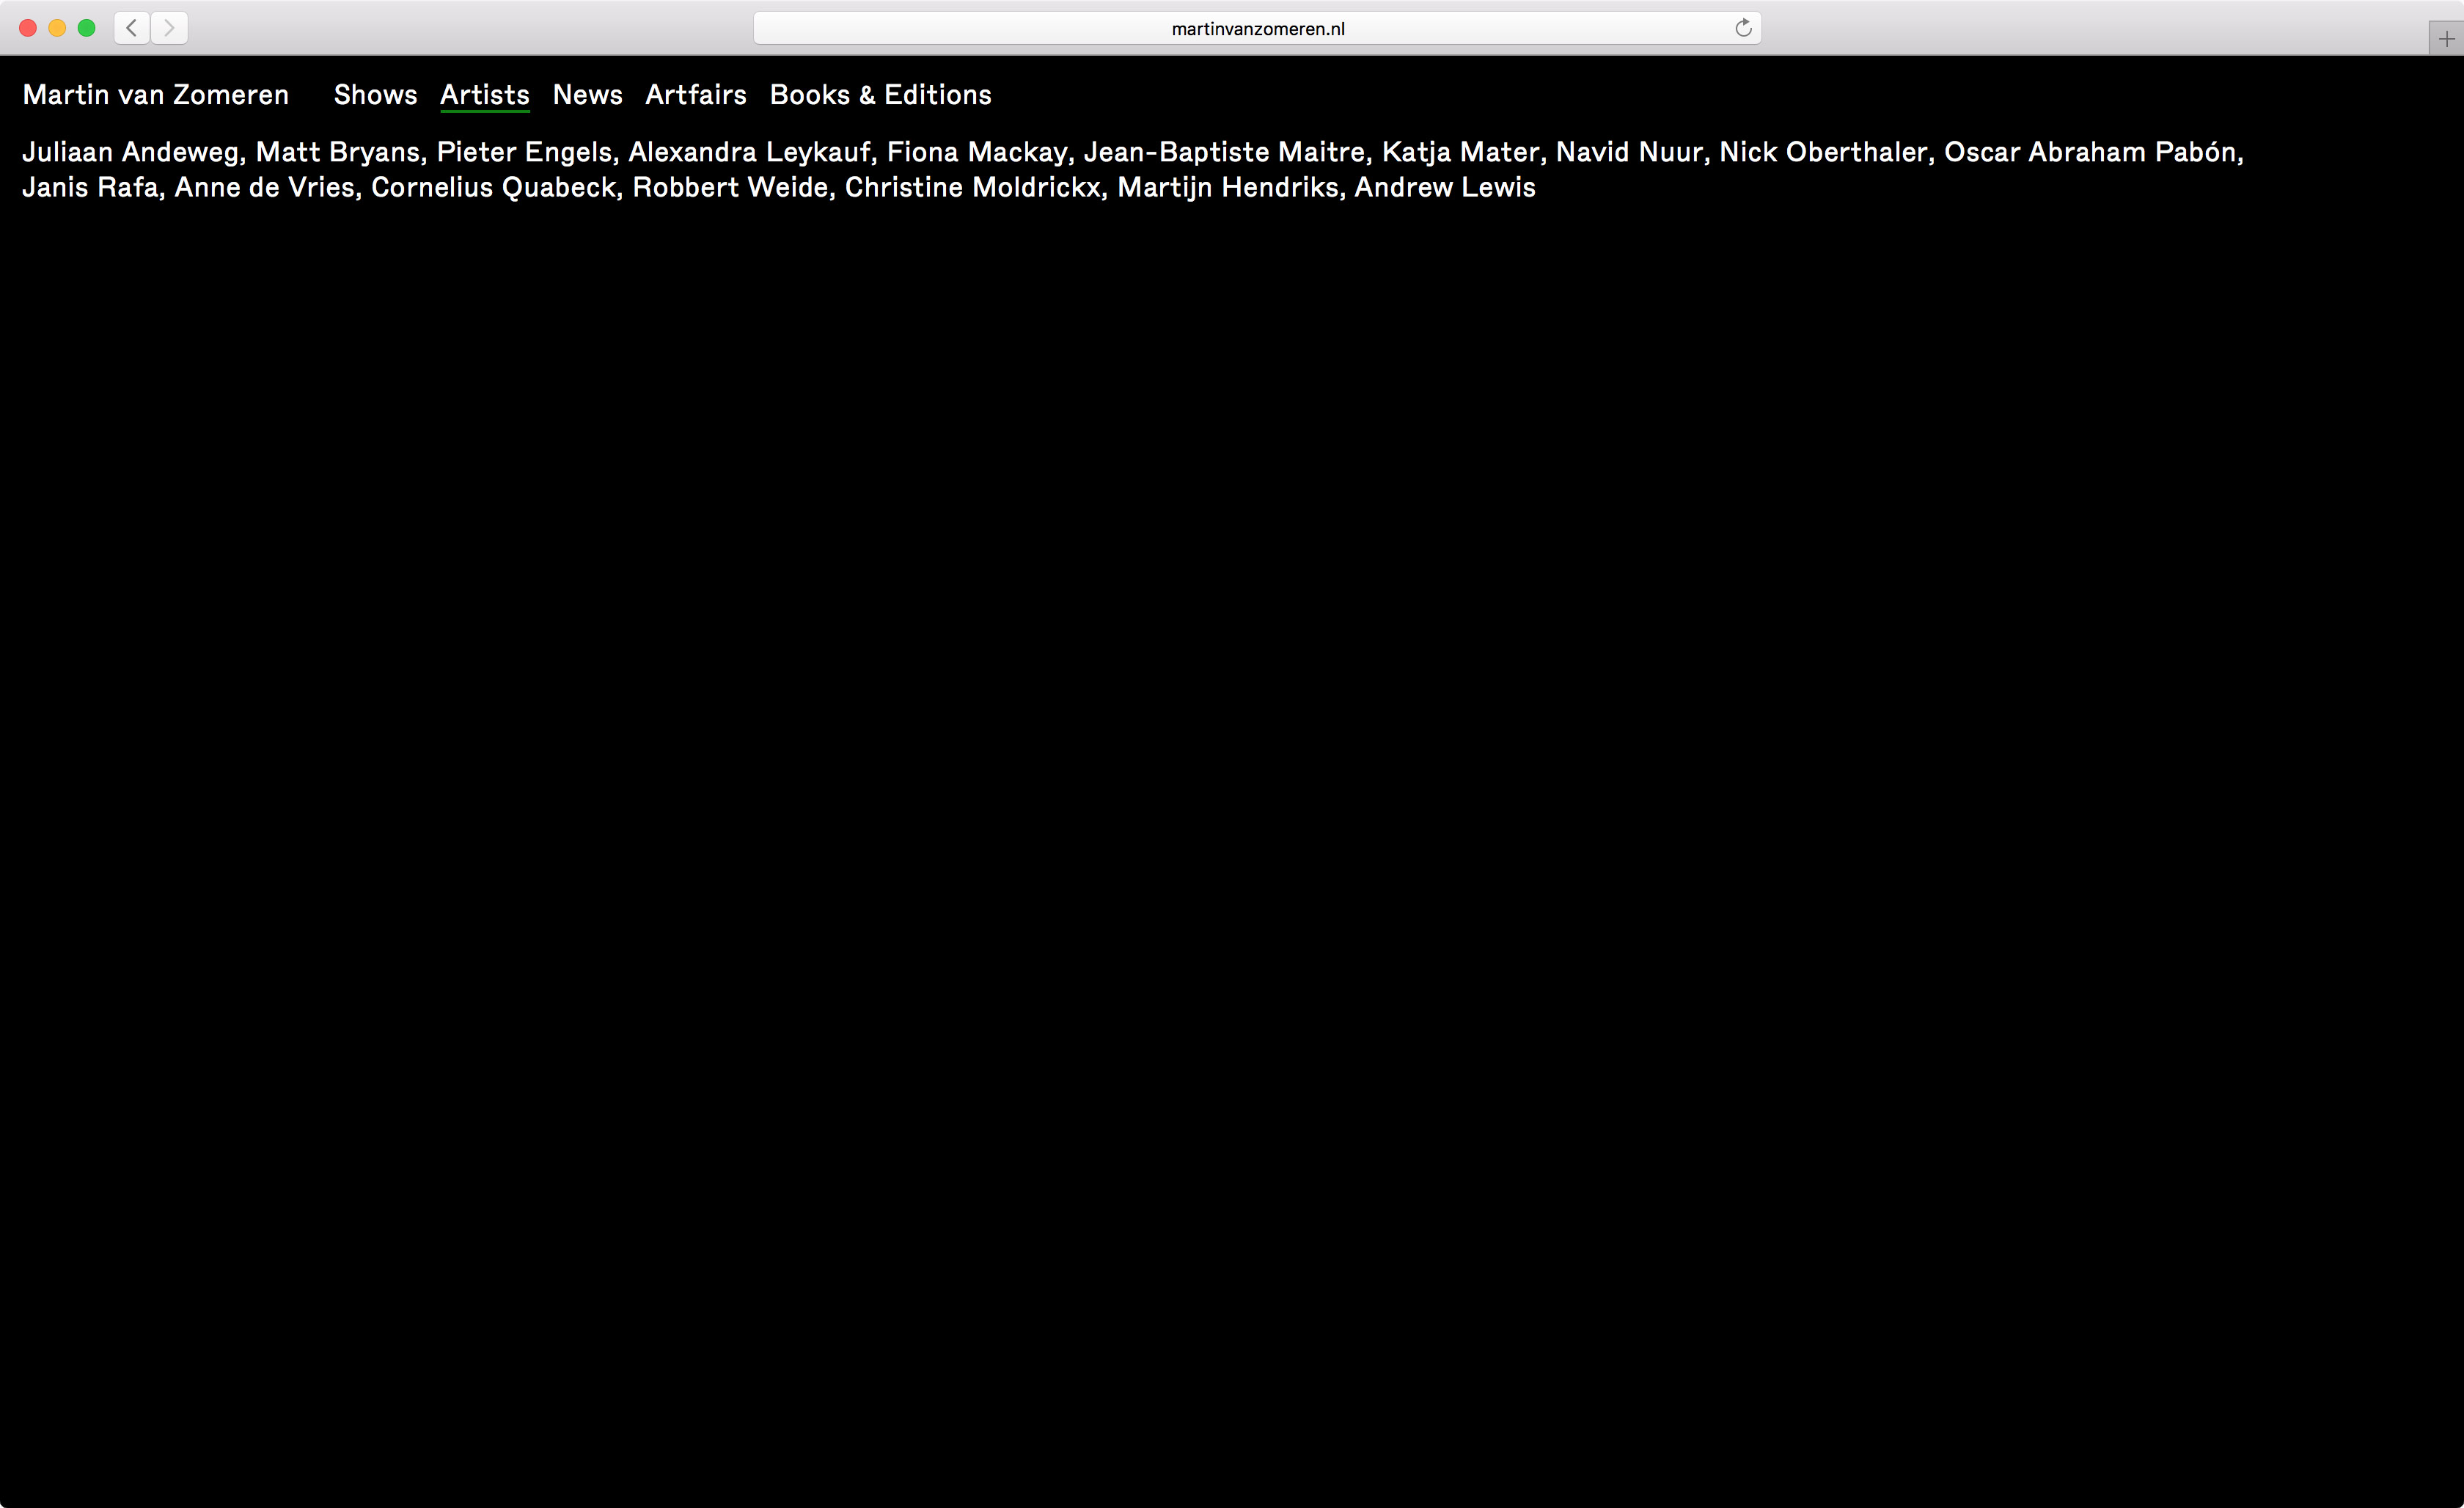 martinvanzomeren.nl
Martin van Zomeren Shows Artists News Artfairs Books & Editions
Juliaan Andeweg, Matt Bryans, Pieter Engels, Alexandra Leykauf, Fiona Mackay, Jean-Baptiste Maitre, Katja Mater, Navid Nuur, Nick Oberthaler, Oscar Abraham Pabón,
Janis Rafa, Anne de Vries, Cornelius Quabeck, Robbert Weide, Christine Moldrickx, Martijn Hendriks, Andrew Lewis